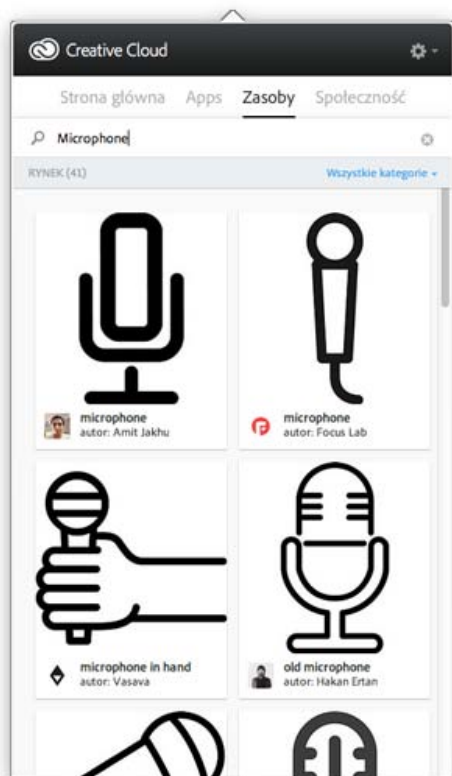 Creative Cloud
Strona główna Apps Zasoby Społeczność
Microphone
RYNEK (41) Wszystkie kategorie
microphone
autor: Amit Jakhu
microphone
autor: Focus Lab
microphone in hand
autor: Vasava
old microphone
autor: Hakan Ertan